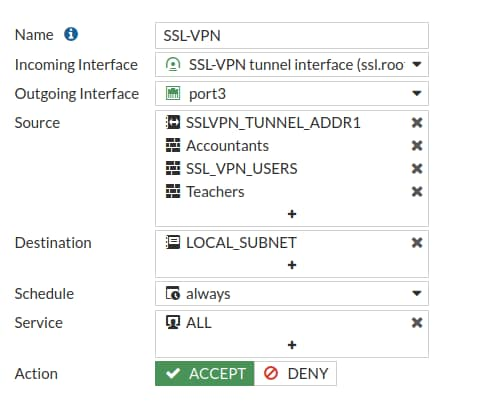 Name SSL-VPN
Incoming Interface SSL-VPN tunnel interface (ssl.roo
Outgoing Interface port3
Source SSLVPN_TUNNEL_ADDR1
Accountants
SSL_VPN_USERS
Teachers
+
Destination LOCAL_SUBNET
+
Schedule always
Service ALL
+
Action ACCEPT DENY